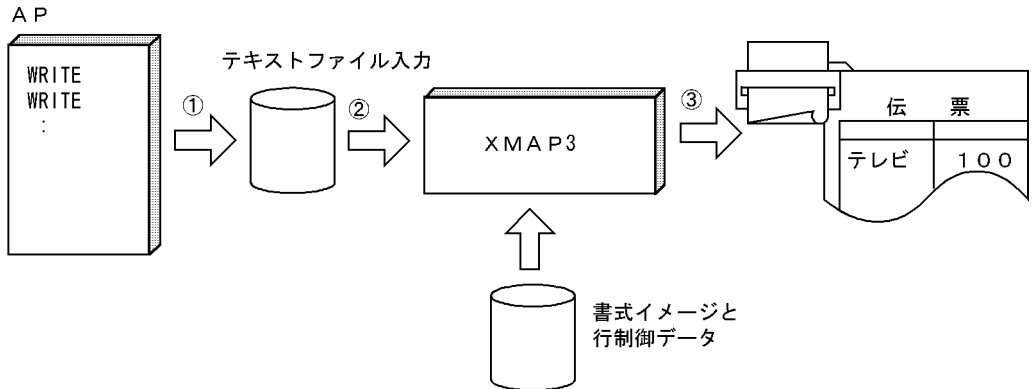 ＡＰ
WRITE
WRITE
:
テキストファイル入力
①
②
ＸＭＡＰ３
③
伝　票
テレビ
１００
書式イメージと
行制御データ